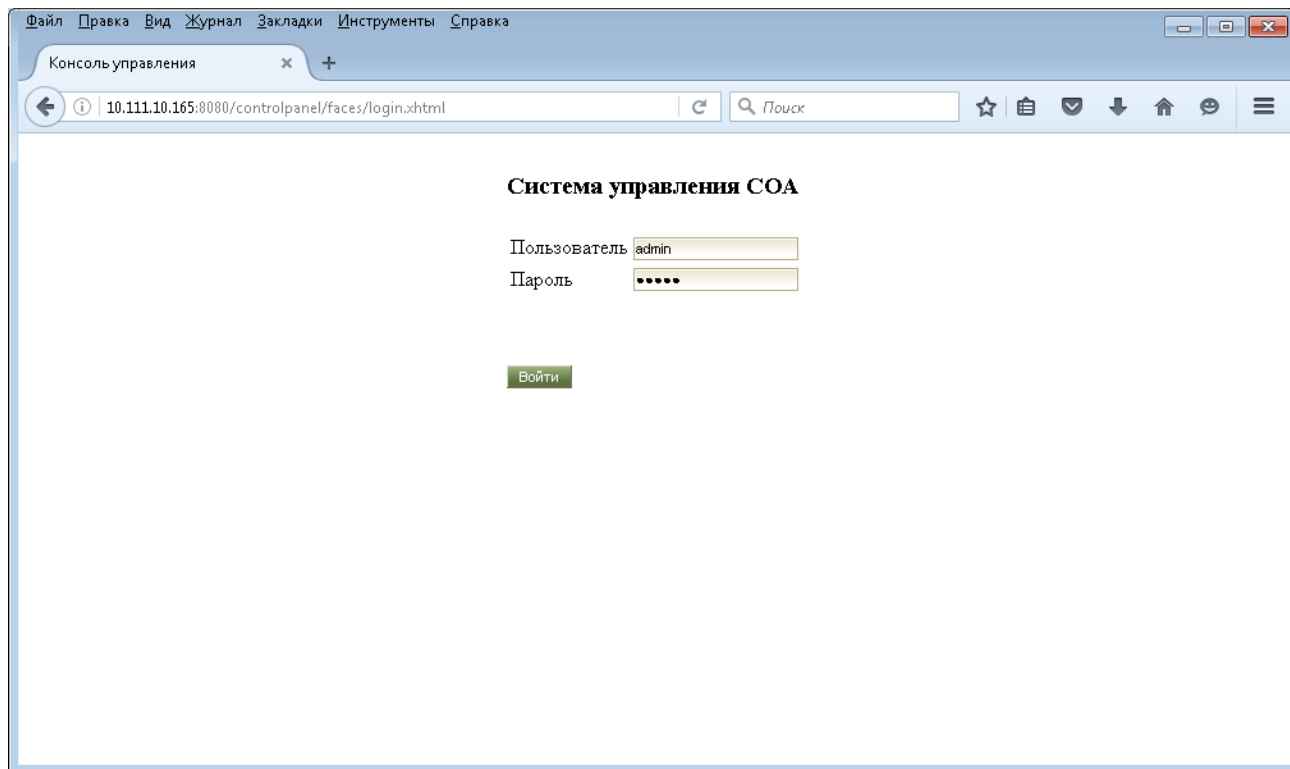 Файл Правка Вид Журнал Закладки Инструменты Справка
Консоль управления
10.111.10.165:8080/controlpanel/faces/login.xhtml Поиск
Система управления СОА
Пользователь admin
Пароль •••••
Войти